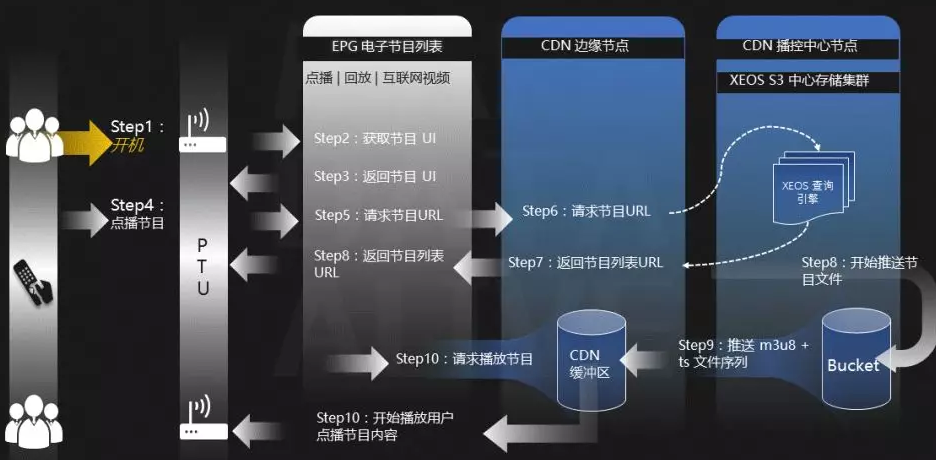 EPG 电子节目列表
CDN 边缘节点
CDN 播控中心节点
点播 | 回放 | 互联网视频
XEOS S3 中心存储集群
Step1：
开机
Step2：获取节目 UI
Step3：返回节目 UI
XEOS 查询
引擎
Step4：
点播节目
Step5：请求节目URL
Step6：请求节目URL
P
T
U
Step8：返回节目列表
URL
Step7：返回节目列表URL
Step8：开始推送节
目文件
Step10：请求播放节目
CDN
缓冲区
Step9：推送 m3u8 +
ts 文件序列
Bucket
Step10：开始播放用户
点播节目内容